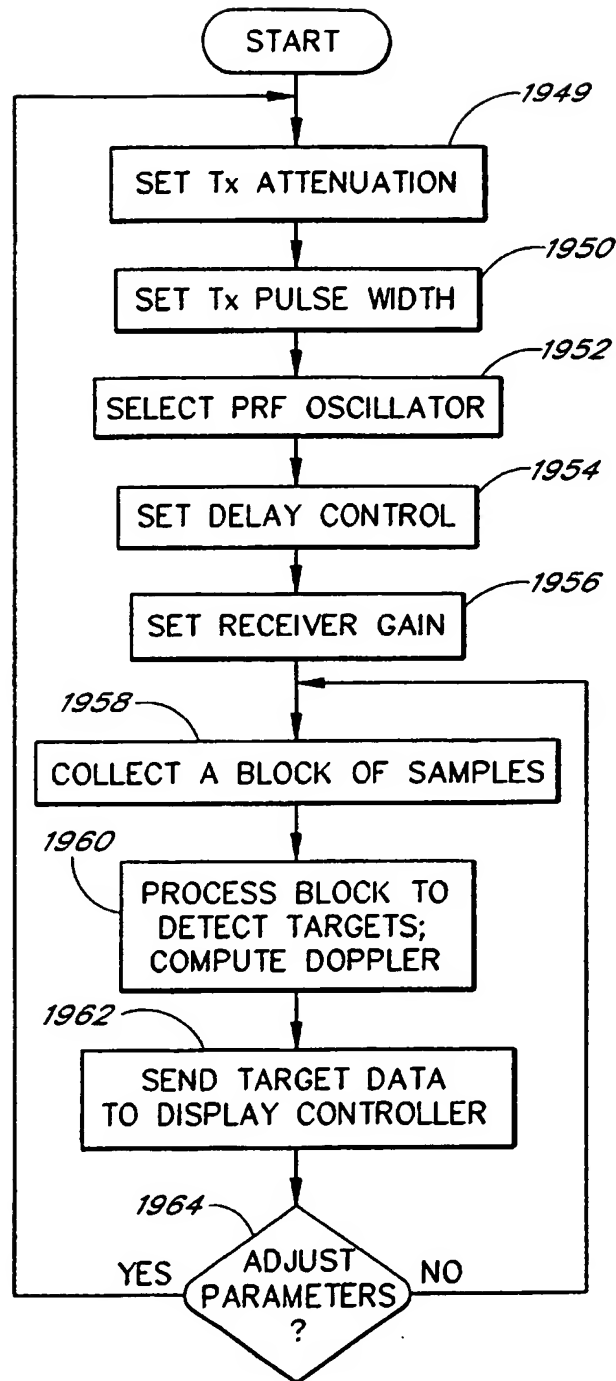 START
1949
SET Tx ATTENUATION
1950
SET Tx PULSE WIDTH
1952
SELECT PRF OSCILLATOR
1954
SET DELAY CONTROL
1956
SET RECEIVER GAIN
1958
COLLECT A BLOCK OF SAMPLES
1960
PROCESS BLOCK TO
DETECT TARGETS;
COMPUTE DOPPLER
1962
SEND TARGET DATA
TO DISPLAY CONTROLLER
1964
YES
ADJUST
PARAMETERS
?
NO